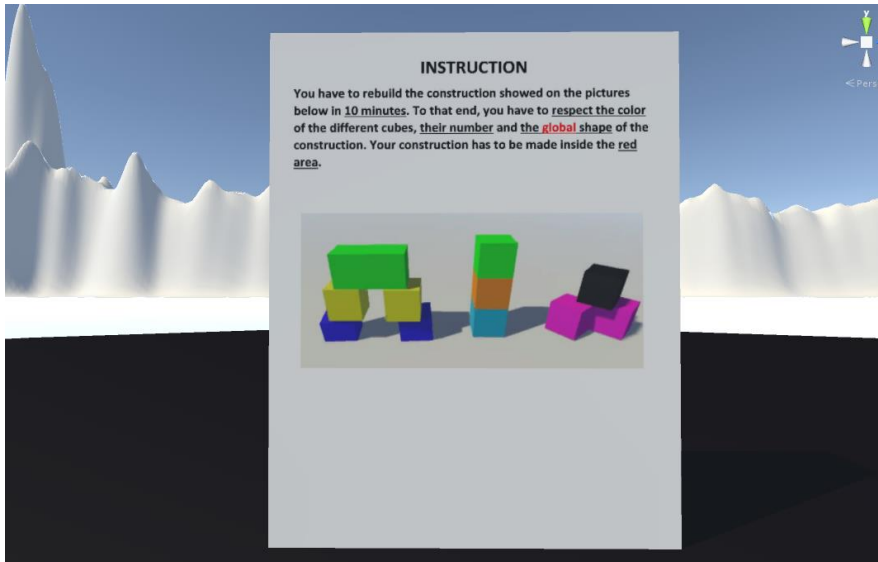 INSTRUCTION
You have to rebuild the construction showed on the pictures
below in 10 minutes. To that end, you have to respect the color
of the different cubes, their number and the global shape of the
construction. Your construction has to be made inside the red
area.
y
Pers